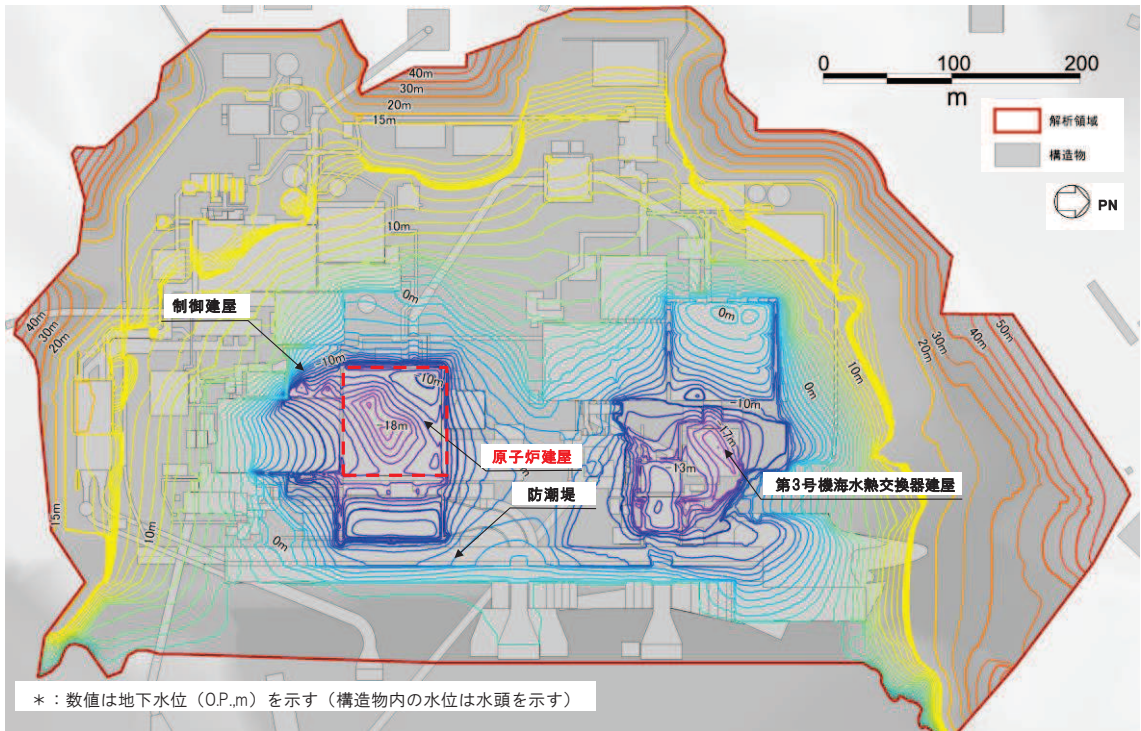 0 100 200
m
解析領域
構造物
PN
40m
30m
20m
15m
10m
0m
制御建屋
-10m
-10m
-18m
原子炉建屋
防潮堤
0m
-10m
-17m
-13m
第3号機海水熱交換器建屋
0m
10m
20m
30m
40m
50m
40m
30m
20m
15m
10m
0m
*：数値は地下水位（O.P.,m）を示す（構造物内の水位は水頭を示す）